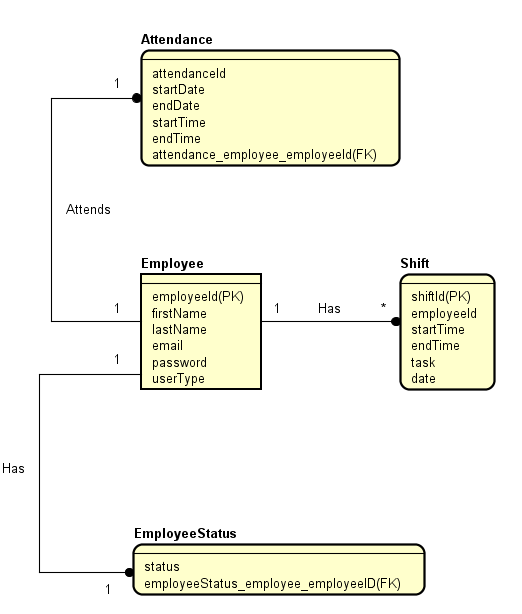 Attendance
1
attendanceId
startDate
endDate
startTime
endTime
attendance_employee_employeeId(FK)
Attends
Employee
1
employeeId(PK)
firstName
lastName
email
password
userType
1
1
Has
*
Shift
shiftId(PK)
employeeId
startTime
endTime
task
date
Has
EmployeeStatus
1
status
employeeStatus_employee_employeeID(FK)